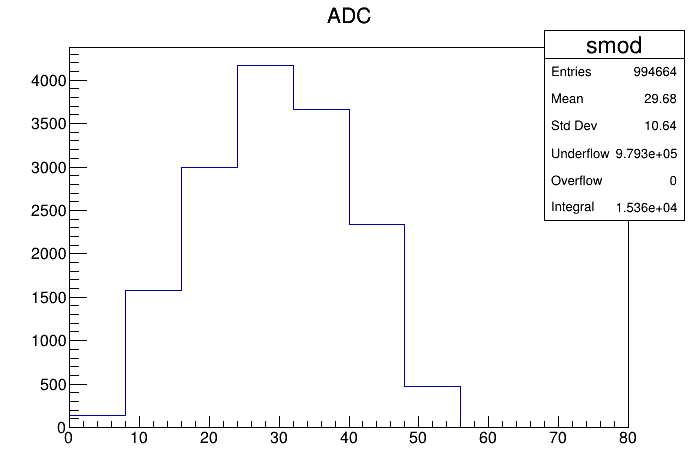 ADC
smod
Entries 994664
Mean 29.68
Std Dev 10.64
Underflow 9.793e+05
Overflow 0
Integral 1.536e+04
4000
3500
3000
2500
2000
1500
1000
500
0
0 10 20 30 40 50 60 70 80